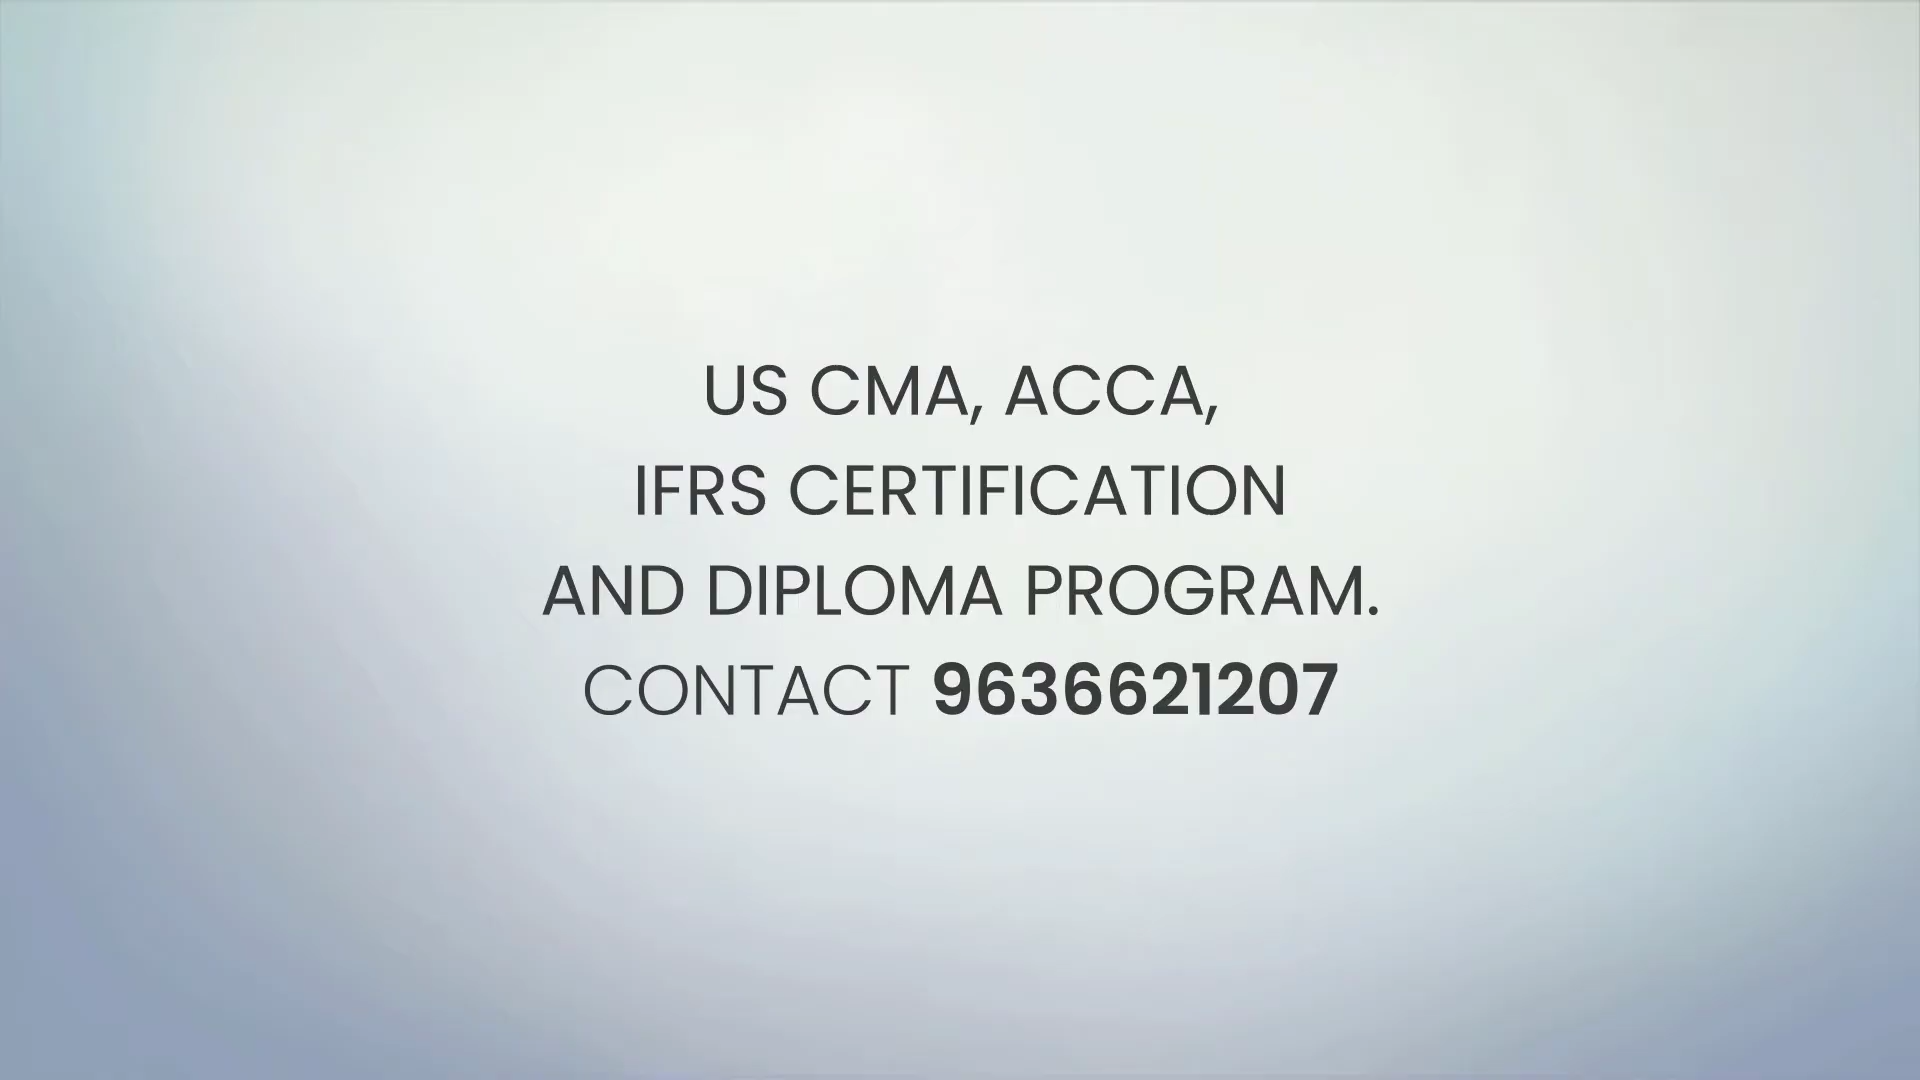 US CMA, ACCA,
IFRS CERTIFICATION
AND DIPLOMA PROGRAM.
CONTACT 9636621207